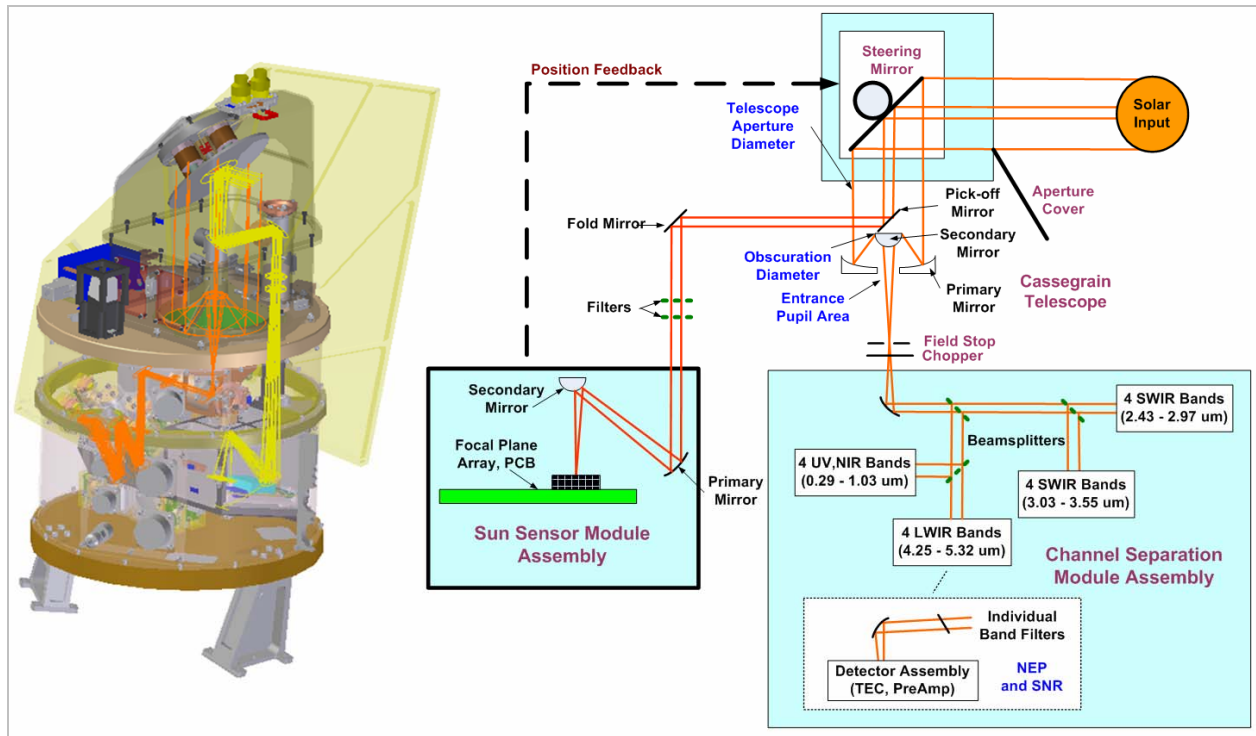 Position Feedback
Steering
Mirror
Solar
Input
Telescope
Aperture
Diameter
Aperture
Cover
Pick-off
Mirror
Fold Mirror
Secondary
Mirror
Obscuration
Diameter
Primary
Mirror
Cassegrain
Telescope
Entrance
Pupil Area
Filters
Field Stop
Chopper
Secondary
Mirror
Focal Plane
Array, PCB
Primary
Mirror
Sun Sensor Module
Assembly
4 SWIR Bands
(2.43 - 2.97 um)
Beamsplitters
4 UV,NIR Bands
(0.29 - 1.03 um)
4 SWIR Bands
(3.03 - 3.55 um)
4 LWIR Bands
(4.25 - 5.32 um)
Channel Separation
Module Assembly
Individual
Band Filters
Detector Assembly
(TEC, PreAmp)
NEP
and SNR